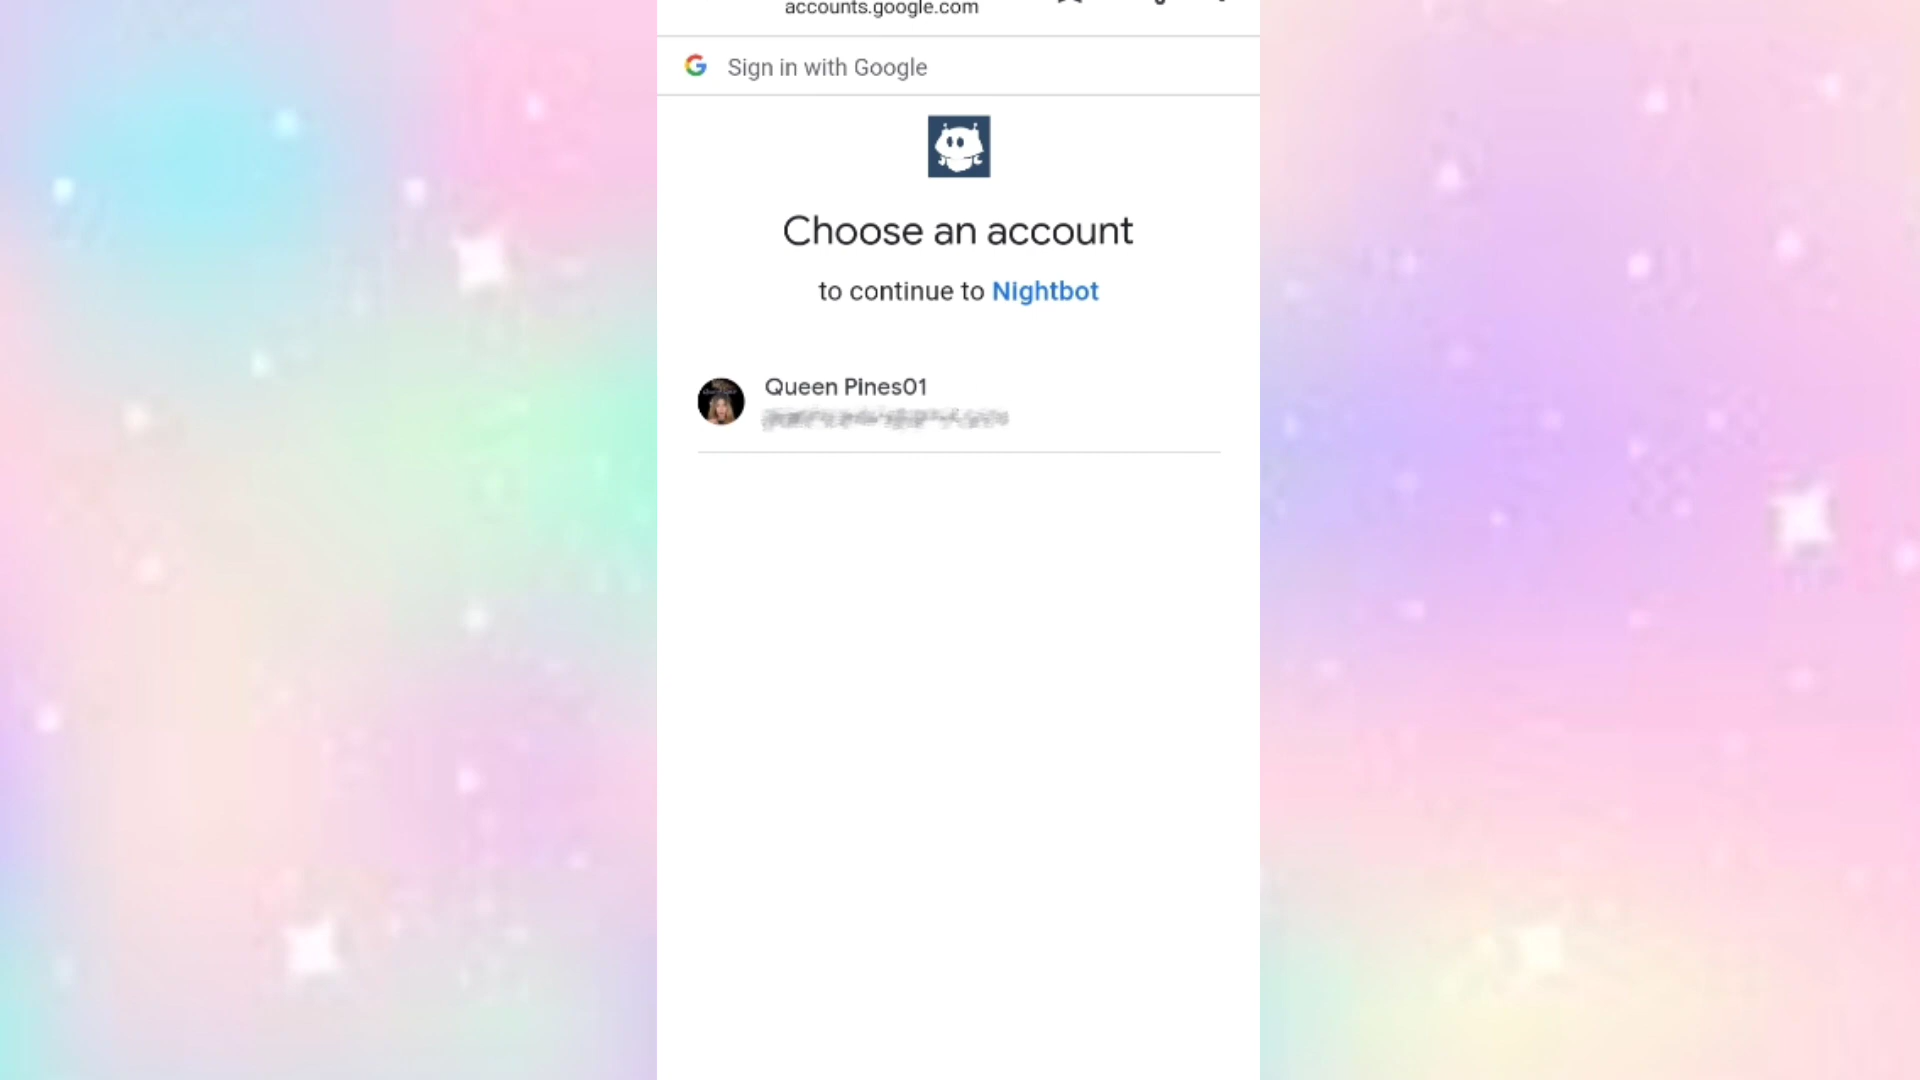 accounts.google.com
Sign in with Google
Choose an account
to continue to Nightbot
Queen Pines01